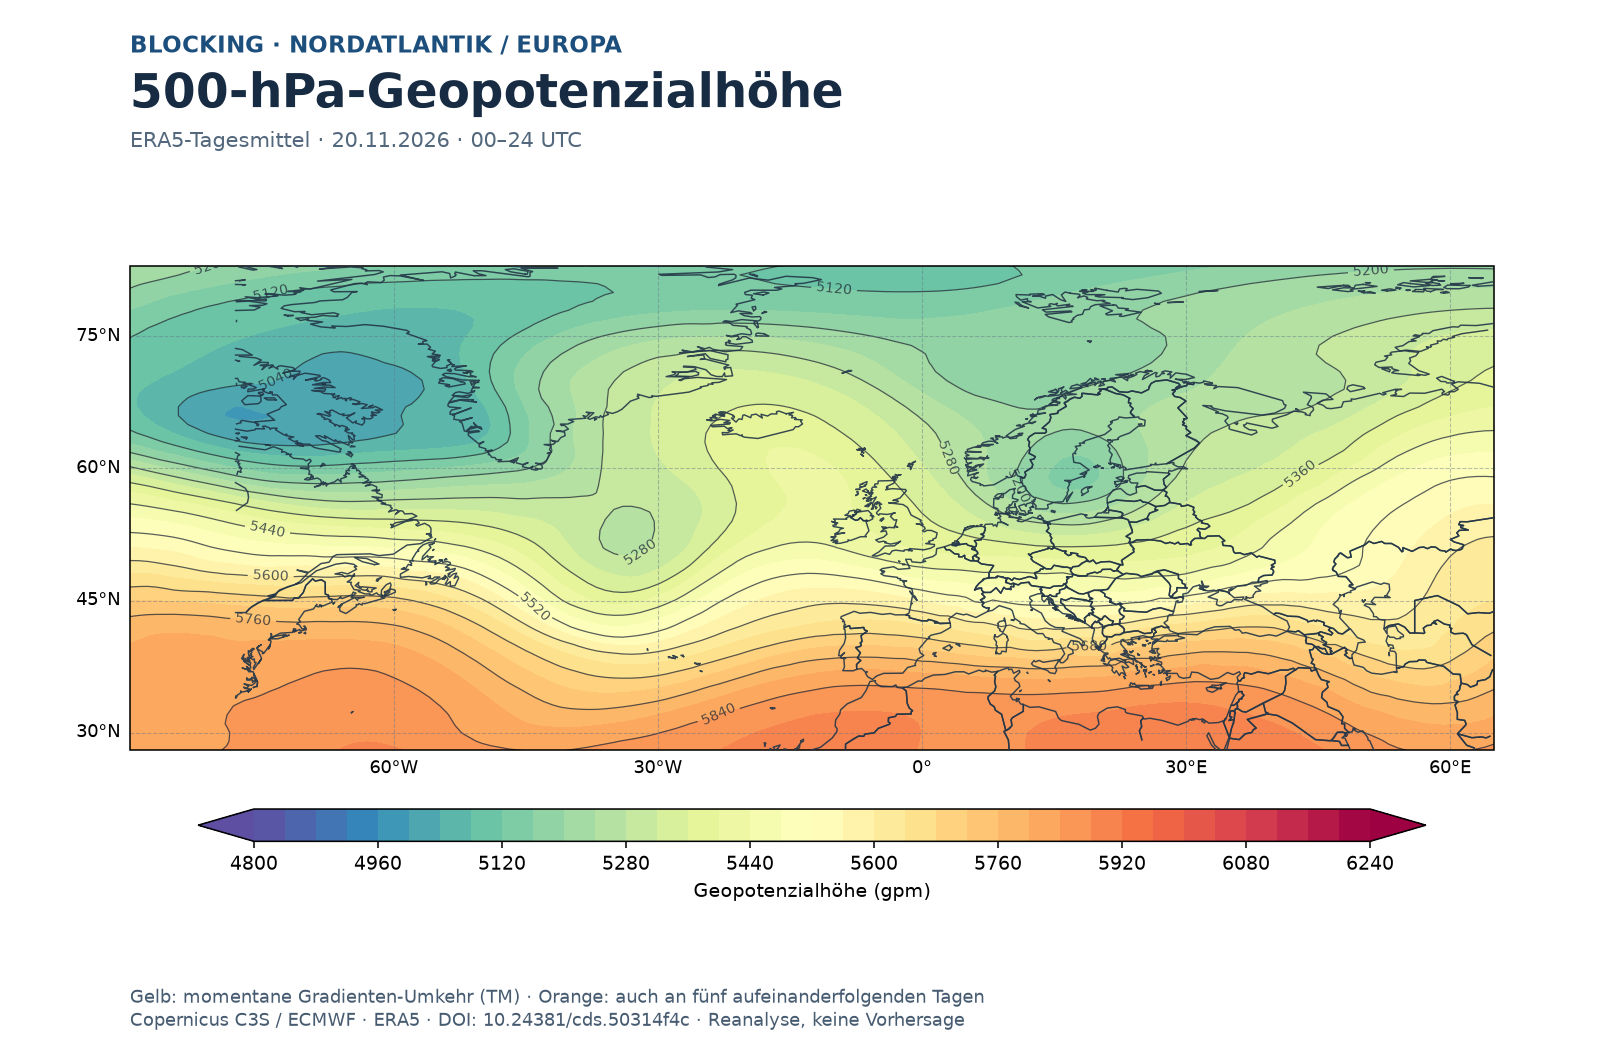 BLOCKING · NORDATLANTIK / EUROPA
500-hPa-Geopotenzialhöhe
ERA5-Tagesmittel · 20.11.2026 · 00–24 UTC
5200
5120
5120
5040
75°N
5280
5200
60°N
5360
5440
5280
5600
5520
45°N
5760
5680
5840
30°N
60°W 30°W 0° 30°E 60°E
4800 4960 5120 5280 5440 5600 5760 5920 6080 6240
Geopotenzialhöhe (gpm)
Gelb: momentane Gradienten-Umkehr (TM) · Orange: auch an fünf aufeinanderfolgenden Tagen
Copernicus C3S / ECMWF · ERA5 · DOI: 10.24381/cds.50314f4c · Reanalyse, keine Vorhersage